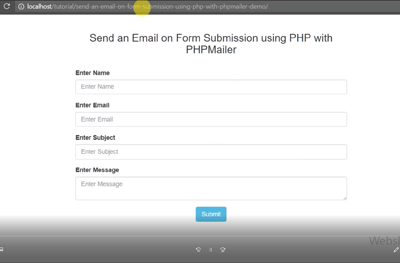 localhost/tutorial/send-an-email-on-form-submission-using-php-with-phpmailer-demo/
Send an Email on Form Submission using PHP with
PHPMailer
Enter Name
Enter Name
Enter Email
Enter Email
Enter Subject
Enter Subject
Enter Message
Enter Message
Submit